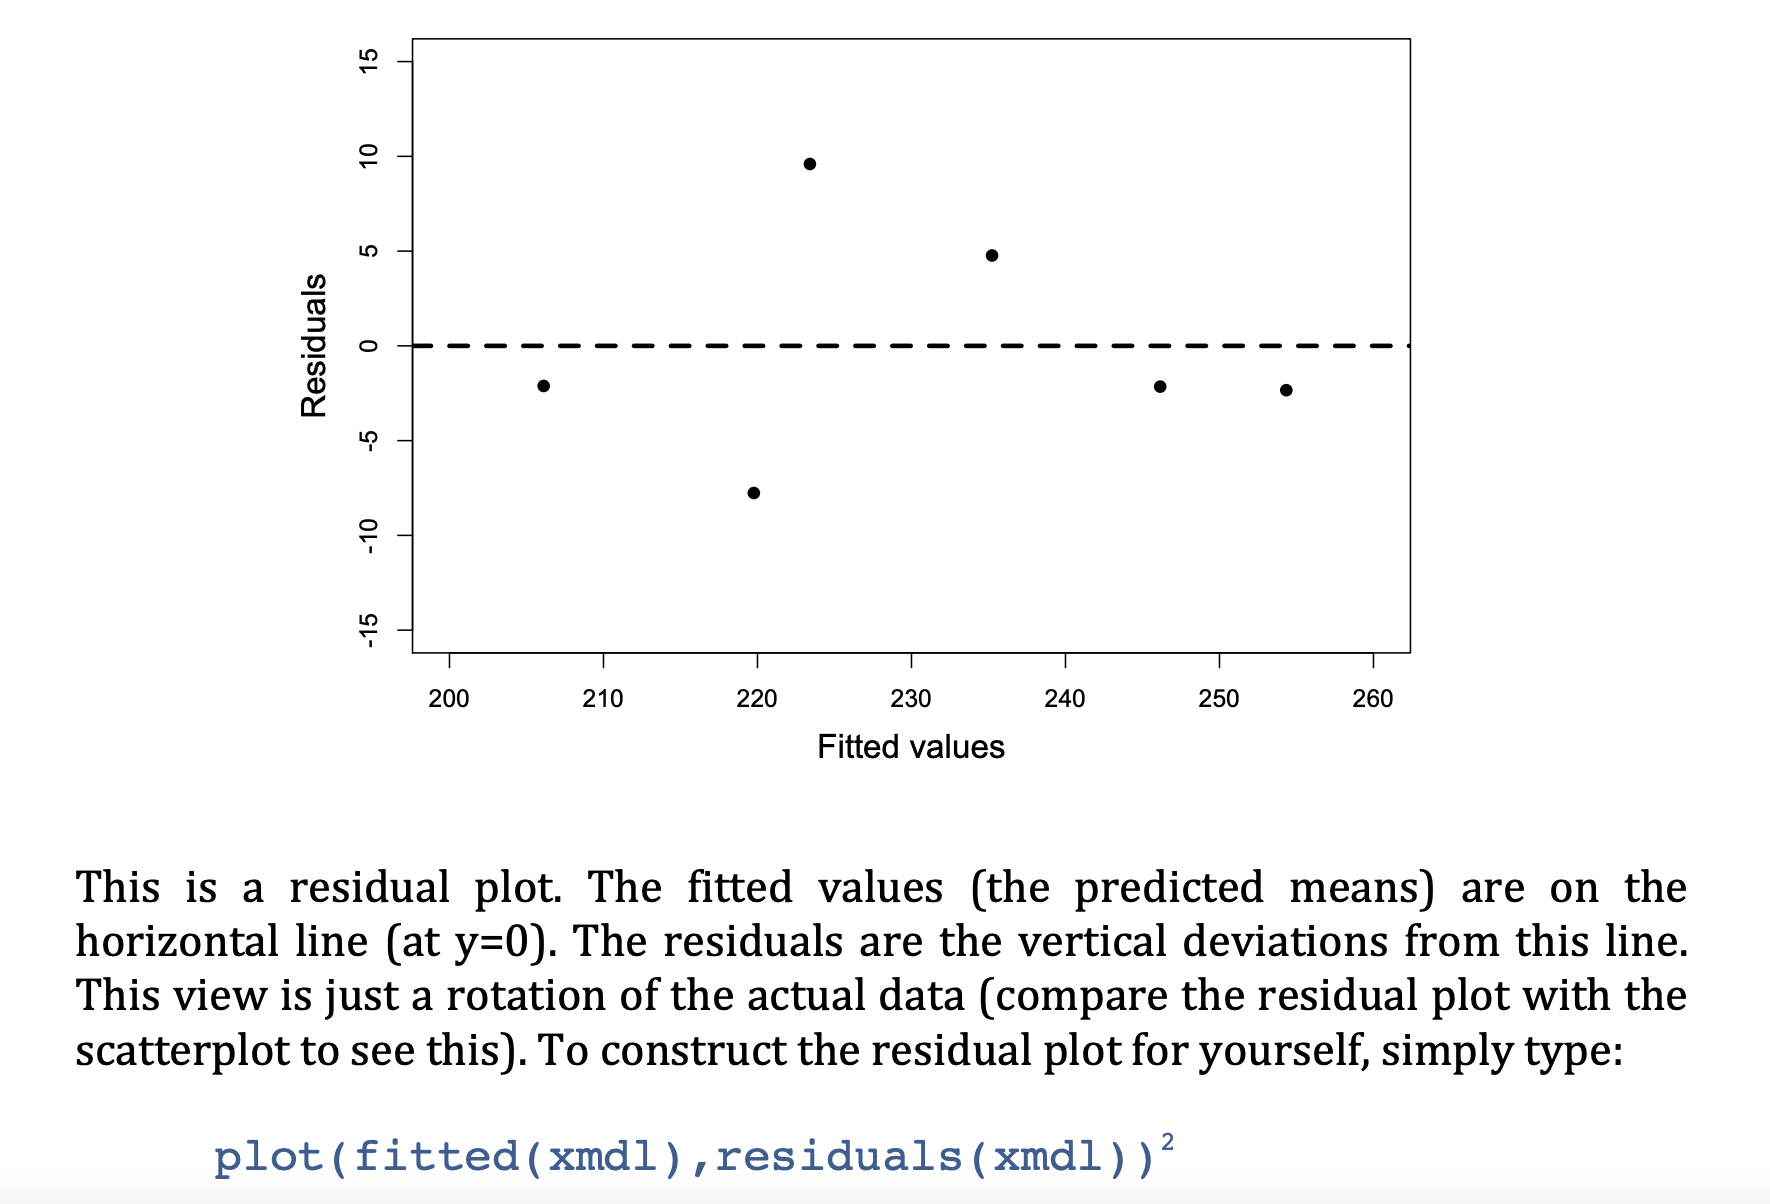 15
10
5
0
-5
-10
-15
Residuals
200 210 220 230 240 250 260
Fitted values
This is a residual plot. The fitted values (the predicted means) are on the
horizontal line (at y=0). The residuals are the vertical deviations from this line.
This view is just a rotation of the actual data (compare the residual plot with the
scatterplot to see this). To construct the residual plot for yourself, simply type:
plot(fitted(xmdl),residuals(xmdl))²